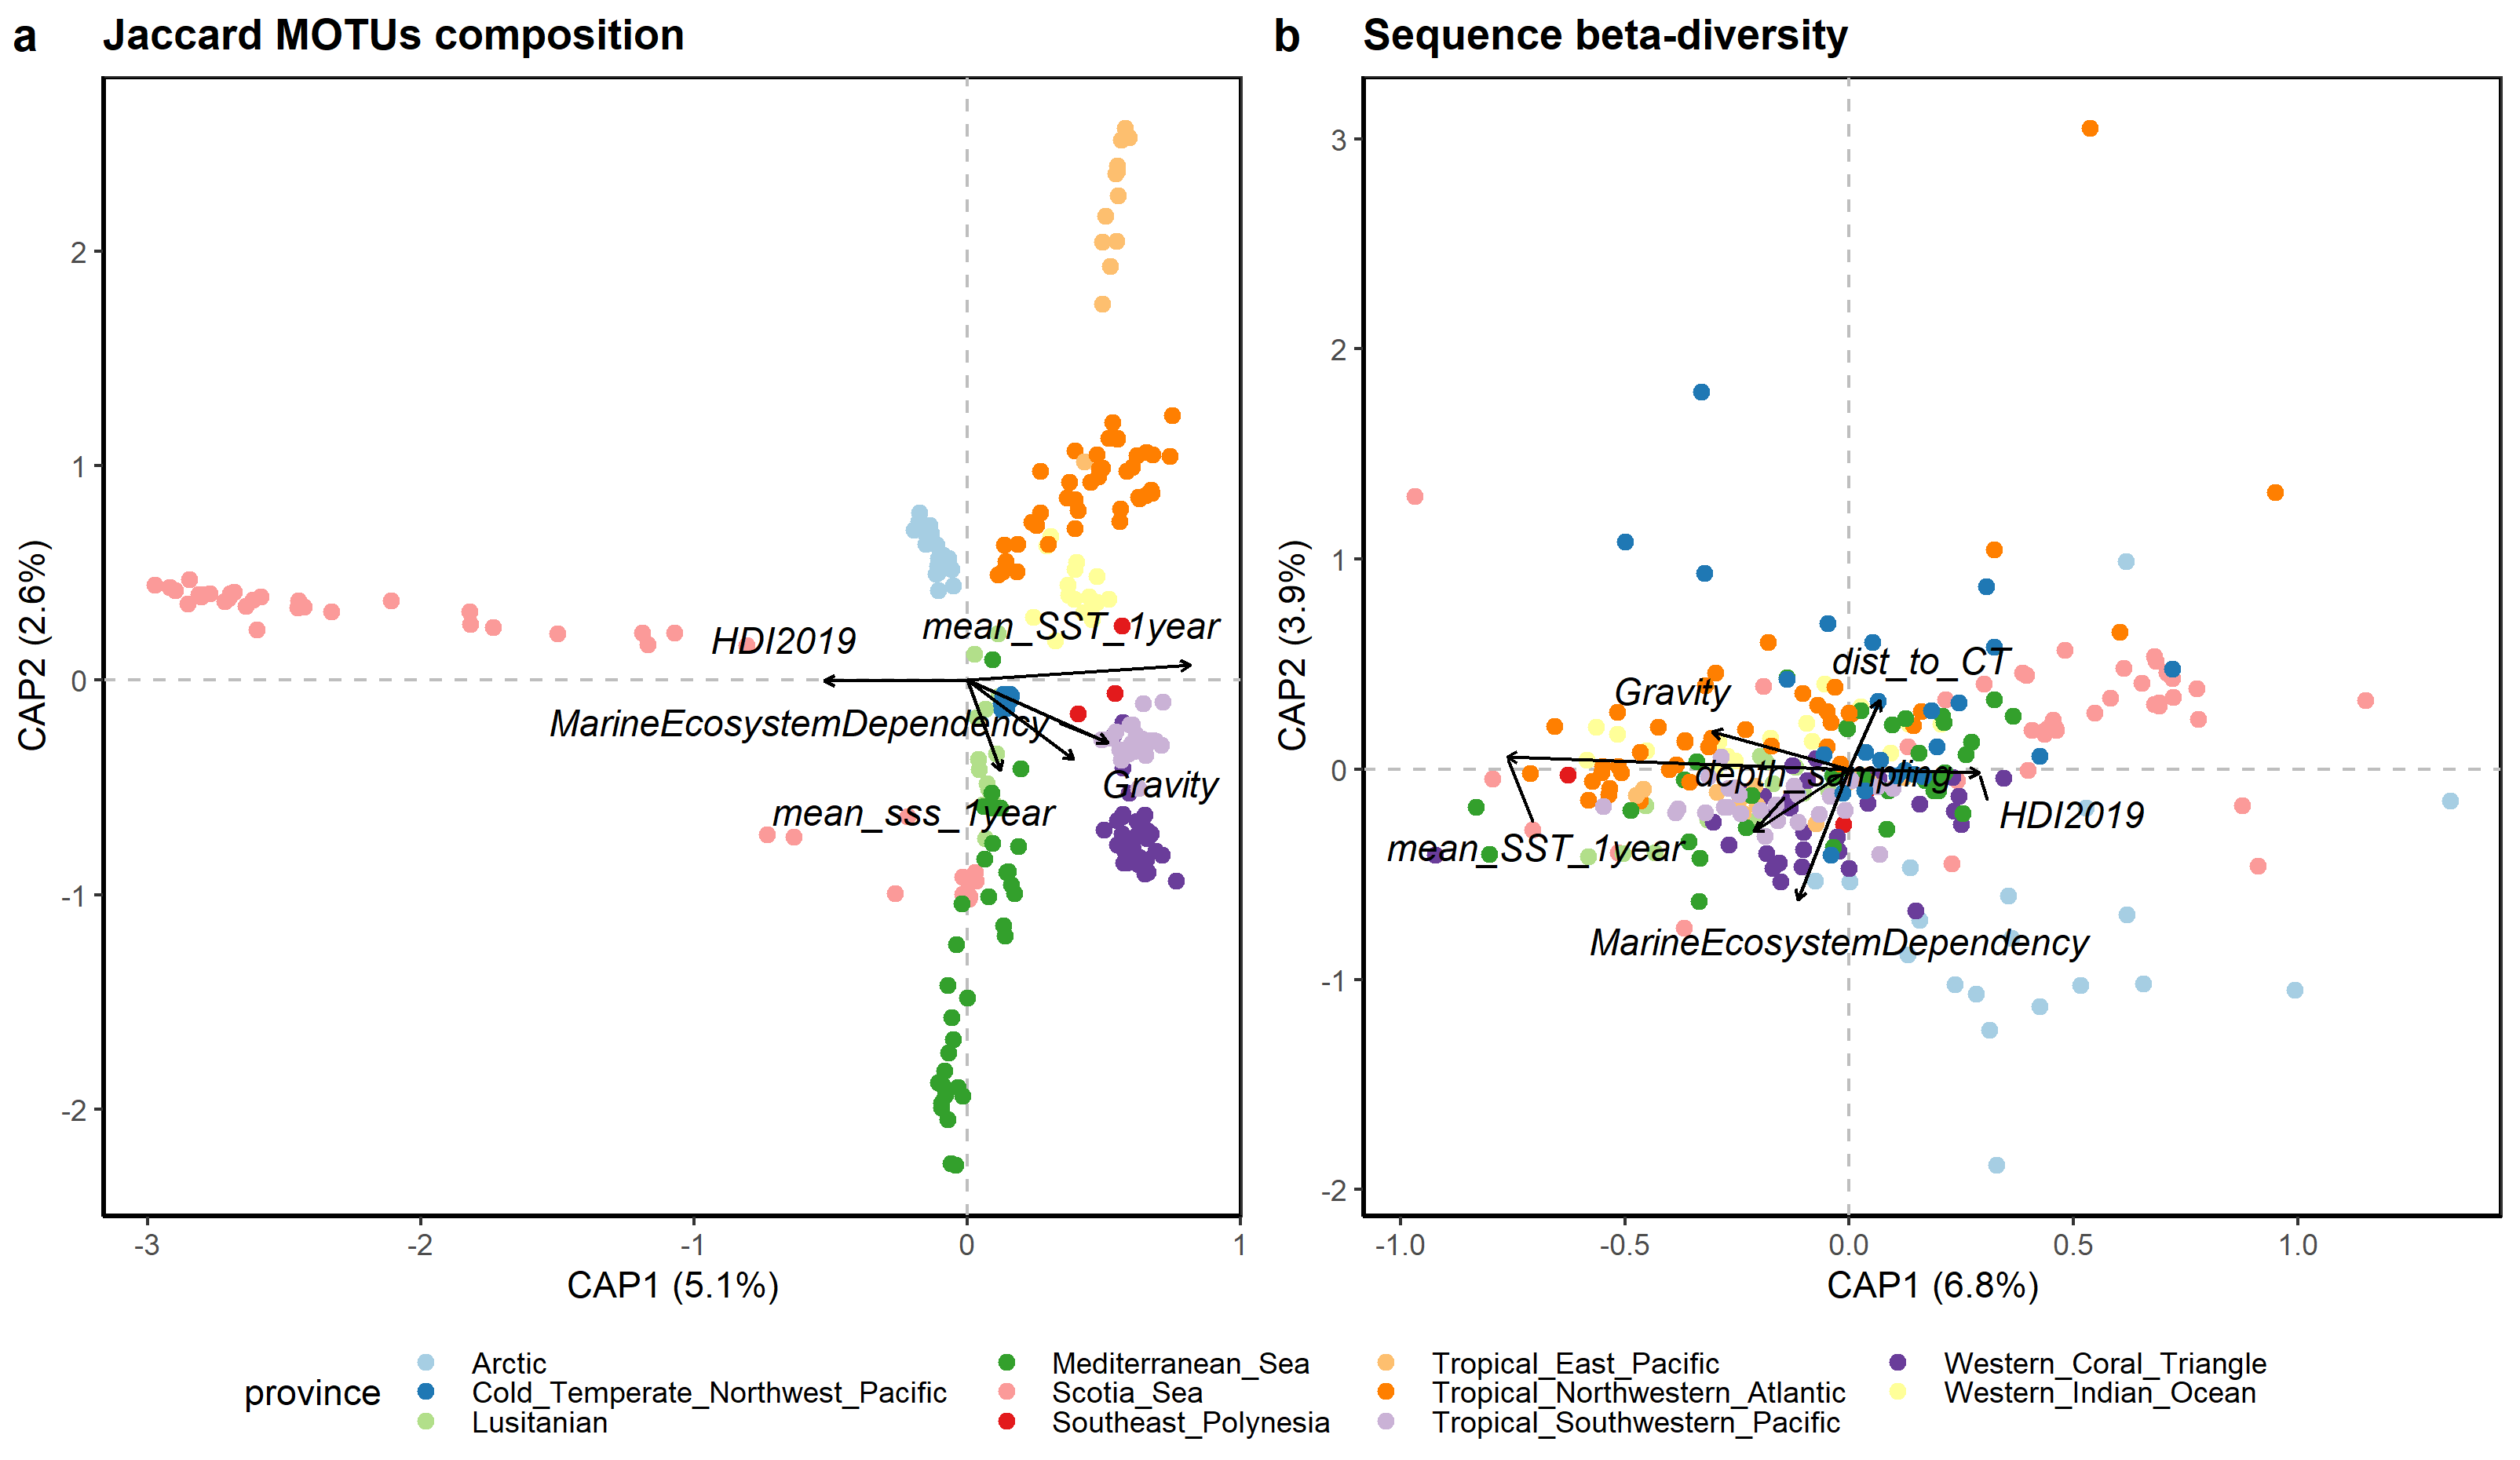 a Jaccard MOTUs composition
CAP2 (2.6%)
2
1
0
-1
-2
HDI2019
mean_SST_1year
MarineEcosystemDependency
Gravity
mean_sss_1year
-3 -2 -1 0 1
CAP1 (5.1%)
b Sequence beta-diversity
CAP2 (3.9%)
3
2
1
0
-1
-2
dist_to_CT
Gravity
depth_sampling
HDI2019
mean_SST_1year
MarineEcosystemDependency
-1.0 -0.5 0.0 0.5 1.0
CAP1 (6.8%)
province
Arctic
Cold_Temperate_Northwest_Pacific
Lusitanian
Mediterranean_Sea
Scotia_Sea
Southeast_Polynesia
Tropical_East_Pacific
Tropical_Northwestern_Atlantic
Tropical_Southwestern_Pacific
Western_Coral_Triangle
Western_Indian_Ocean